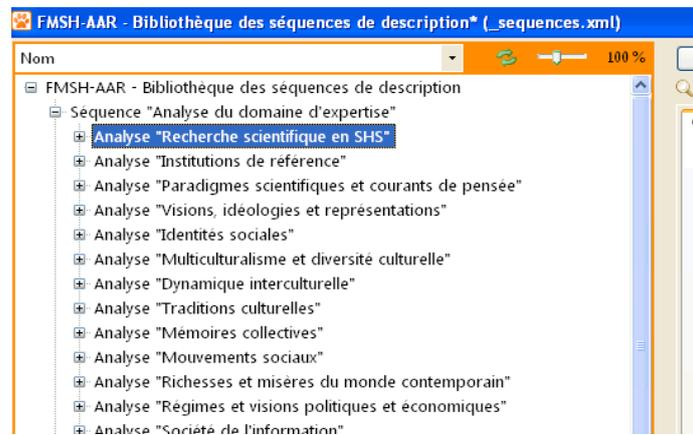 FMSH-AAR - Bibliothèque des séquences de description* (_sequences.xml)
Nom 100 %
FMSH-AAR - Bibliothèque des séquences de description
Séquence "Analyse du domaine d'expertise"
Analyse "Recherche scientifique en SHS"
Analyse "Institutions de référence"
Analyse "Paradigmes scientifiques et courants de pensée"
Analyse "Visions, idéologies et représentations"
Analyse "Identités sociales"
Analyse "Multiculturalisme et diversité culturelle"
Analyse "Dynamique interculturelle"
Analyse "Traditions culturelles"
Analyse "Mémoires collectives"
Analyse "Mouvements sociaux"
Analyse "Richesses et misères du monde contemporain"
Analyse "Régimes et visions politiques et économiques"
Analyse "Société de l'information"